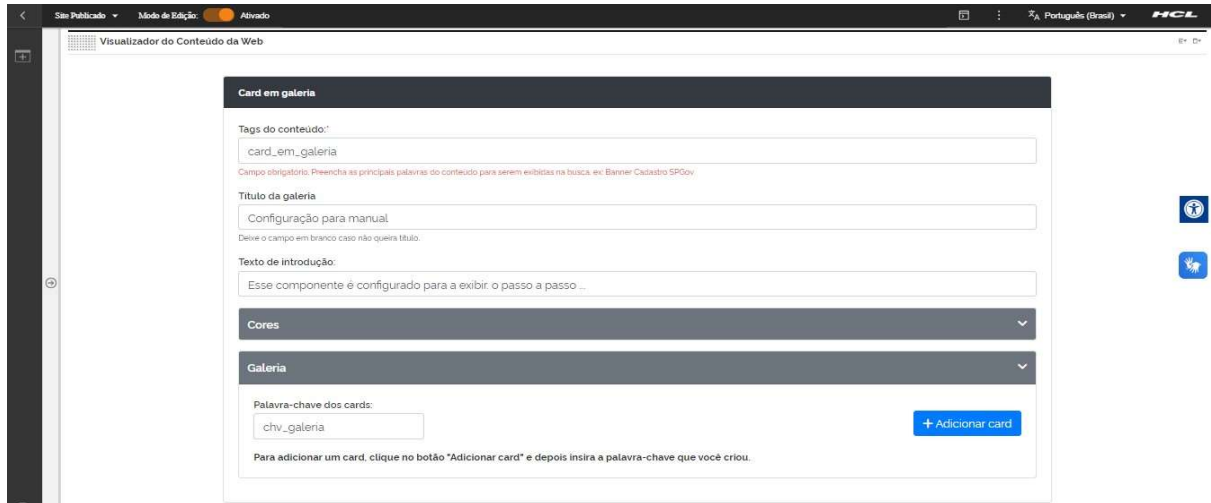 Site Publicado
Modo de Edição:
Ativado
Português (Brasil)
HCL
Visualizador do Conteúdo da Web
Card em galeria
Tags do conteúdo:*
card_em_galeria
Campo obrigatório. Preencha as principais palavras do conteúdo para serem exibidas na busca. ex: Banner Cadastro SPGov
Título da galeria
Configuração para manual
Deixe o campo em branco caso não queira título.
Texto de introdução:
Esse componente é configurado para a exibir. o passo a passo ...
Cores
Galeria
Palavra-chave dos cards:
chv_galeria
+ Adicionar card
Para adicionar um card, clique no botão "Adicionar card" e depois insira a palavra-chave que você criou.